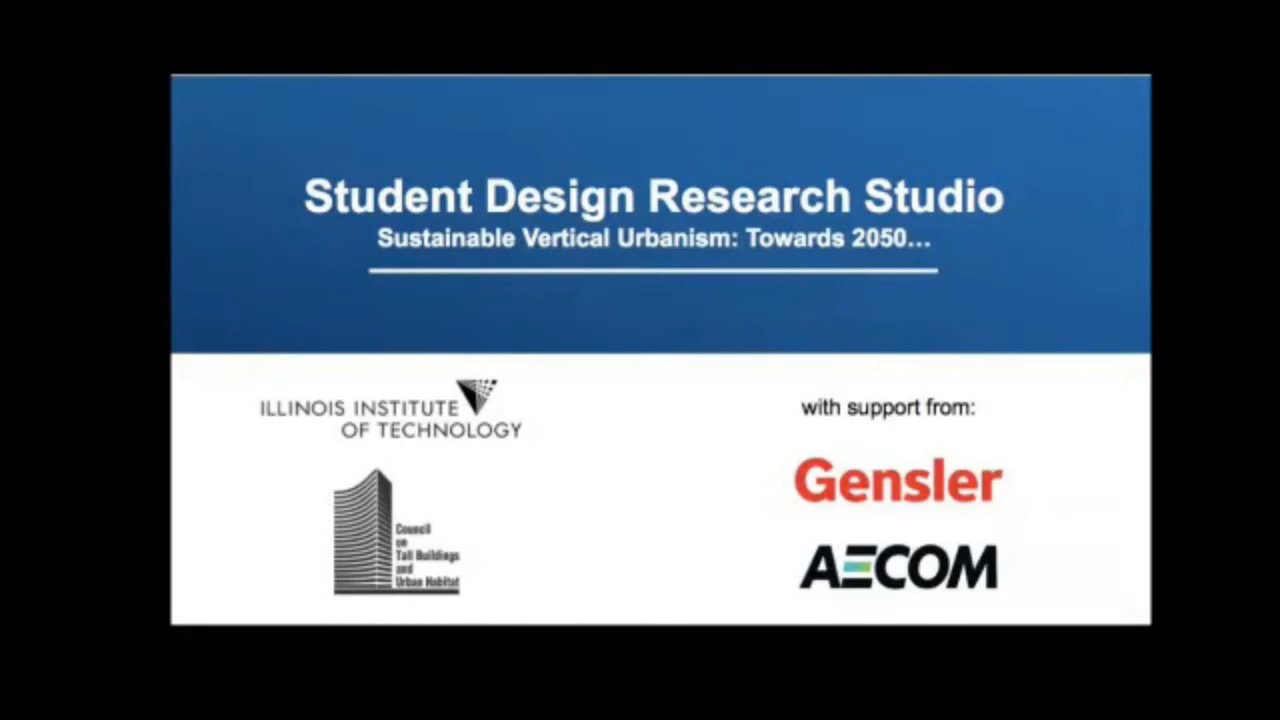 Student Design Research Studio
Sustainable Vertical Urbanism: Towards 2050...
ILLINOIS INSTITUTE
OF TECHNOLOGY
Council
on
Tall Buildings
and
Urban Habitat
with support from:
Gensler
AECOM